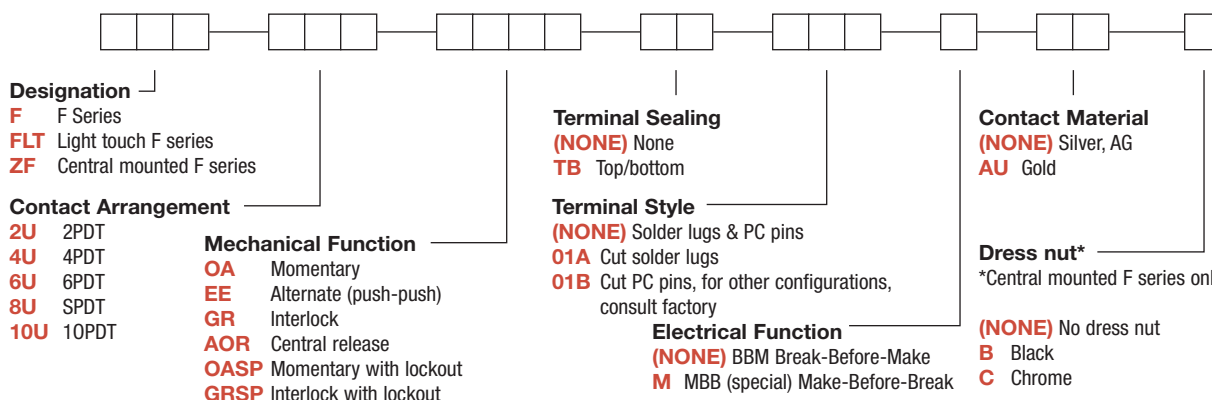 Designation
F F Series
FLT Light touch F series
ZF Central mounted F series
Contact Arrangement
2U 2PDT
4U 4PDT
6U 6PDT
8U SPDT
10U 10PDT
Mechanical Function
OA Momentary
EE Alternate (push-push)
GR Interlock
AOR Central release
OASP Momentary with lockout
GRSP Interlock with lockout
Terminal Sealing
(NONE) None
TB Top/bottom
Terminal Style
(NONE) Solder lugs & PC pins
01A Cut solder lugs
01B Cut PC pins, for other configurations,
consult factory
Electrical Function
(NONE) BBM Break-Before-Make
M MBB (special) Make-Before-Break
Contact Material
(NONE) Silver, AG
AU Gold
Dress nut*
*Central mounted F series onl
(NONE) No dress nut
B Black
C Chrome